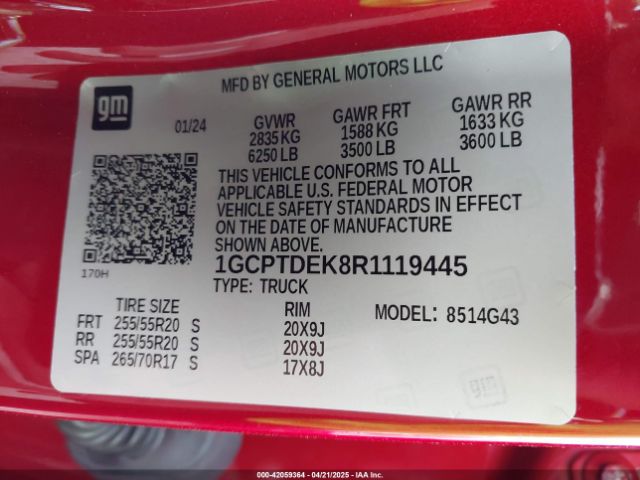 MFD BY GENERAL MOTORS LLC
gm
01/24
GVWR GAWR FRT GAWR RR
2835 KG 1588 KG 1633 KG
6250 LB 3500 LB 3600 LB
THIS VEHICLE CONFORMS TO ALL
APPLICABLE U.S. FEDERAL MOTOR
VEHICLE SAFETY STANDARDS IN EFFECT
ON THE DATE OF MANUFACTURE
SHOWN ABOVE.
170H
1GCPTDEK8R1119445
TYPE: TRUCK
TIRE SIZE RIM MODEL: 8514G43
FRT 255/55R20 S 20X9J
RR 255/55R20 S 20X9J
SPA 265/70R17 S 17X8J
gm
000-42059364 04/21/2025 IAA, Inc. Copyright